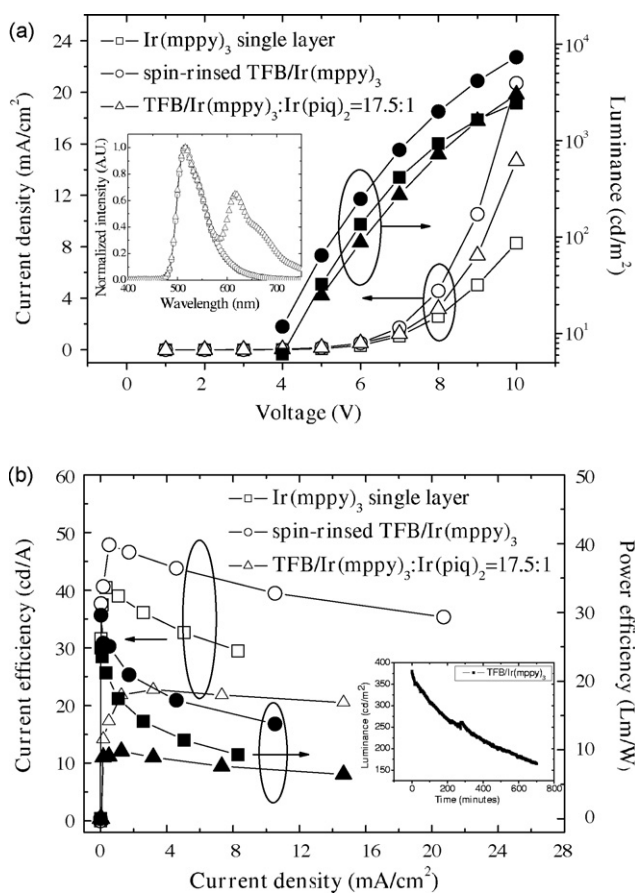 (a)
Ir(mppy)₃ single layer
spin-rinsed TFB/Ir(mppy)₃
TFB/Ir(mppy)₃:Ir(piq)₂=17.5:1
Current density (mA/cm²)
24
20
16
12
8
4
0
Luminance (cd/m²)
10⁴
10³
10²
10¹
Normalized intensity (A.U.)
1.0
0.8
0.6
0.4
0.2
0.0
400 500 600 700
Wavelength (nm)
0 2 4 6 8 10
Voltage (V)
(b)
Ir(mppy)₃ single layer
spin-rinsed TFB/Ir(mppy)₃
TFB/Ir(mppy)₃:Ir(piq)₂=17.5:1
Current efficiency (cd/A)
60
50
40
30
20
10
0
Power efficiency (Lm/W)
50
40
30
20
10
0
TFB/Ir(mppy)₃
Luminance (cd/m²)
400
350
300
250
200
150
0 200 400 600 800
Time (minutes)
0 4 8 12 16 20 24 28
Current density (mA/cm²)